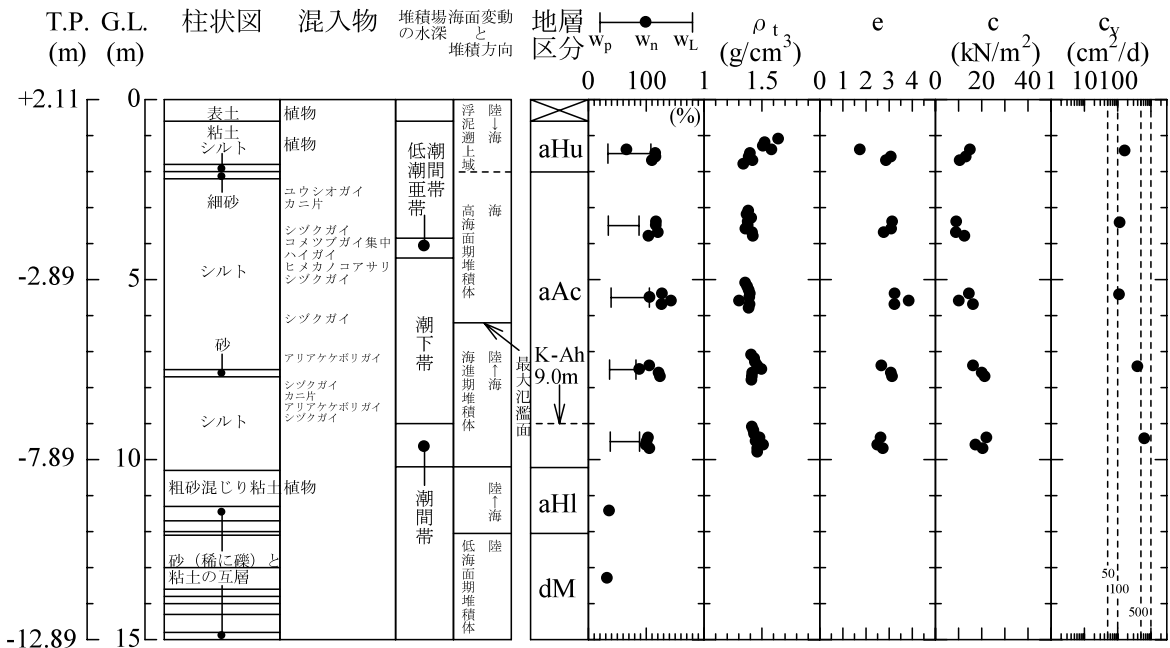 T.P.
(m)
G.L.
(m)
柱状図
混入物
堆積場
の水深
海面変動
と
堆積方向
地層
区分
wp wn wL
ρt
(g/cm³)
e
c
(kN/m²)
cv
(cm²/d)
0 100
1 1.5
0 1 2 3 4
0 20 40
1 10 100
(%)
+2.11
-2.89
-7.89
-12.89
0
5
10
15
表土
粘土
シルト
細砂
シルト
砂
シルト
粗砂混じり粘土
砂（稀に礫）と
粘土の互層
植物
植物
ユウシオガイ
カニ片
シヅクガイ
コメツブガイ集中
ハイガイ
ヒメカノコアサリ
シヅクガイ
シヅクガイ
アリアケケボリガイ
シヅクガイ
カニ片
アリアケケボリガイ
シヅクガイ
植物
潮間帯
低潮亜帯
潮下帯
潮間帯
浮泥遡上域
陸↓海
高海面期堆積体
海
海進期堆積体
陸↑海
陸↑海
低海面期堆積体
陸
最大氾濫面
aHu
aAc
K-Ah
9.0m
aHl
dM
50
100
500